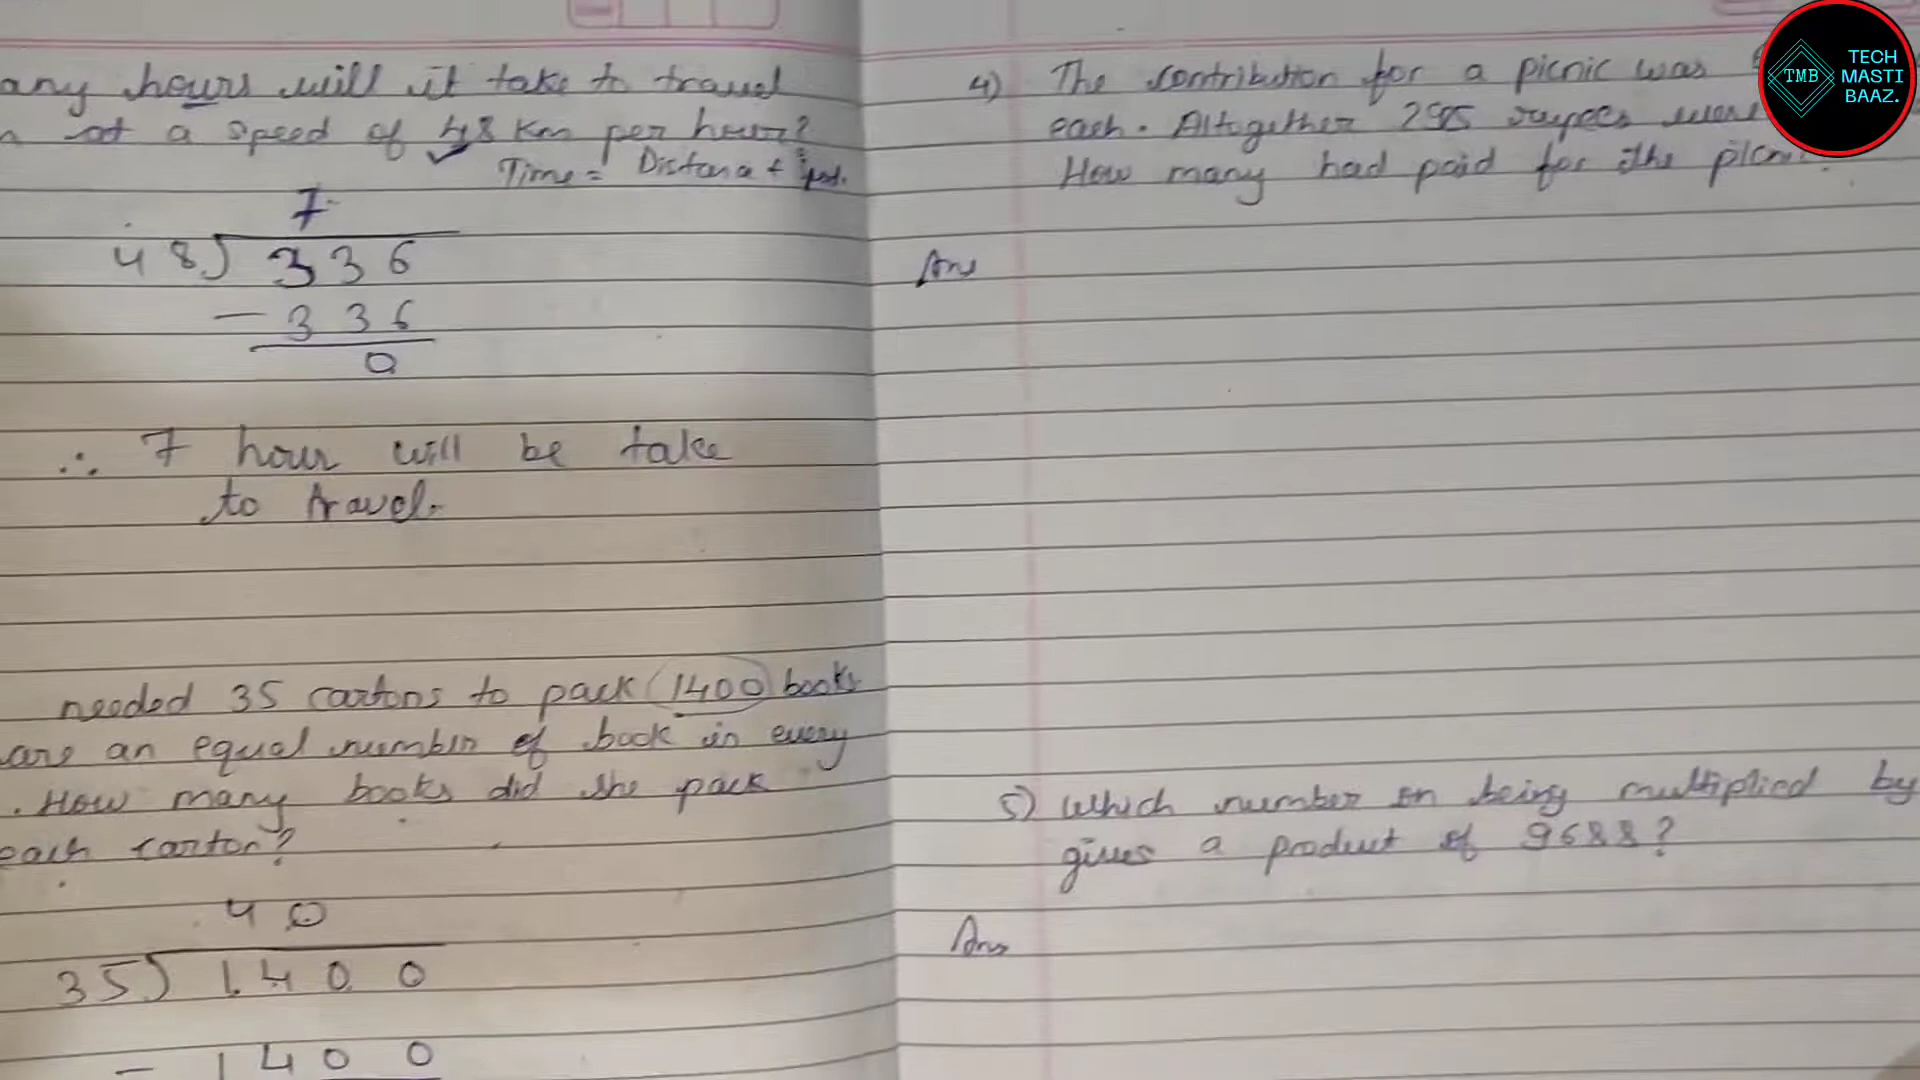 any hours will it take to travel
at a speed of 48 Km per hour?
Time =
7
48) 336
- 336
0
∴ 7 hour will be take
to travel.
needed 35 cartons to pack (1400) books
are an equal number of book in every
. How many books did she pack
each carton?
40
35) 1400
- 1400
4) The contribution for a picnic was
each. Altogether rupees were
How many had paid for the
Ans
5) Which number on being multiplied by
gives a product of 9688?
Ans
TMB
TECH
MASTI
BAAZ.